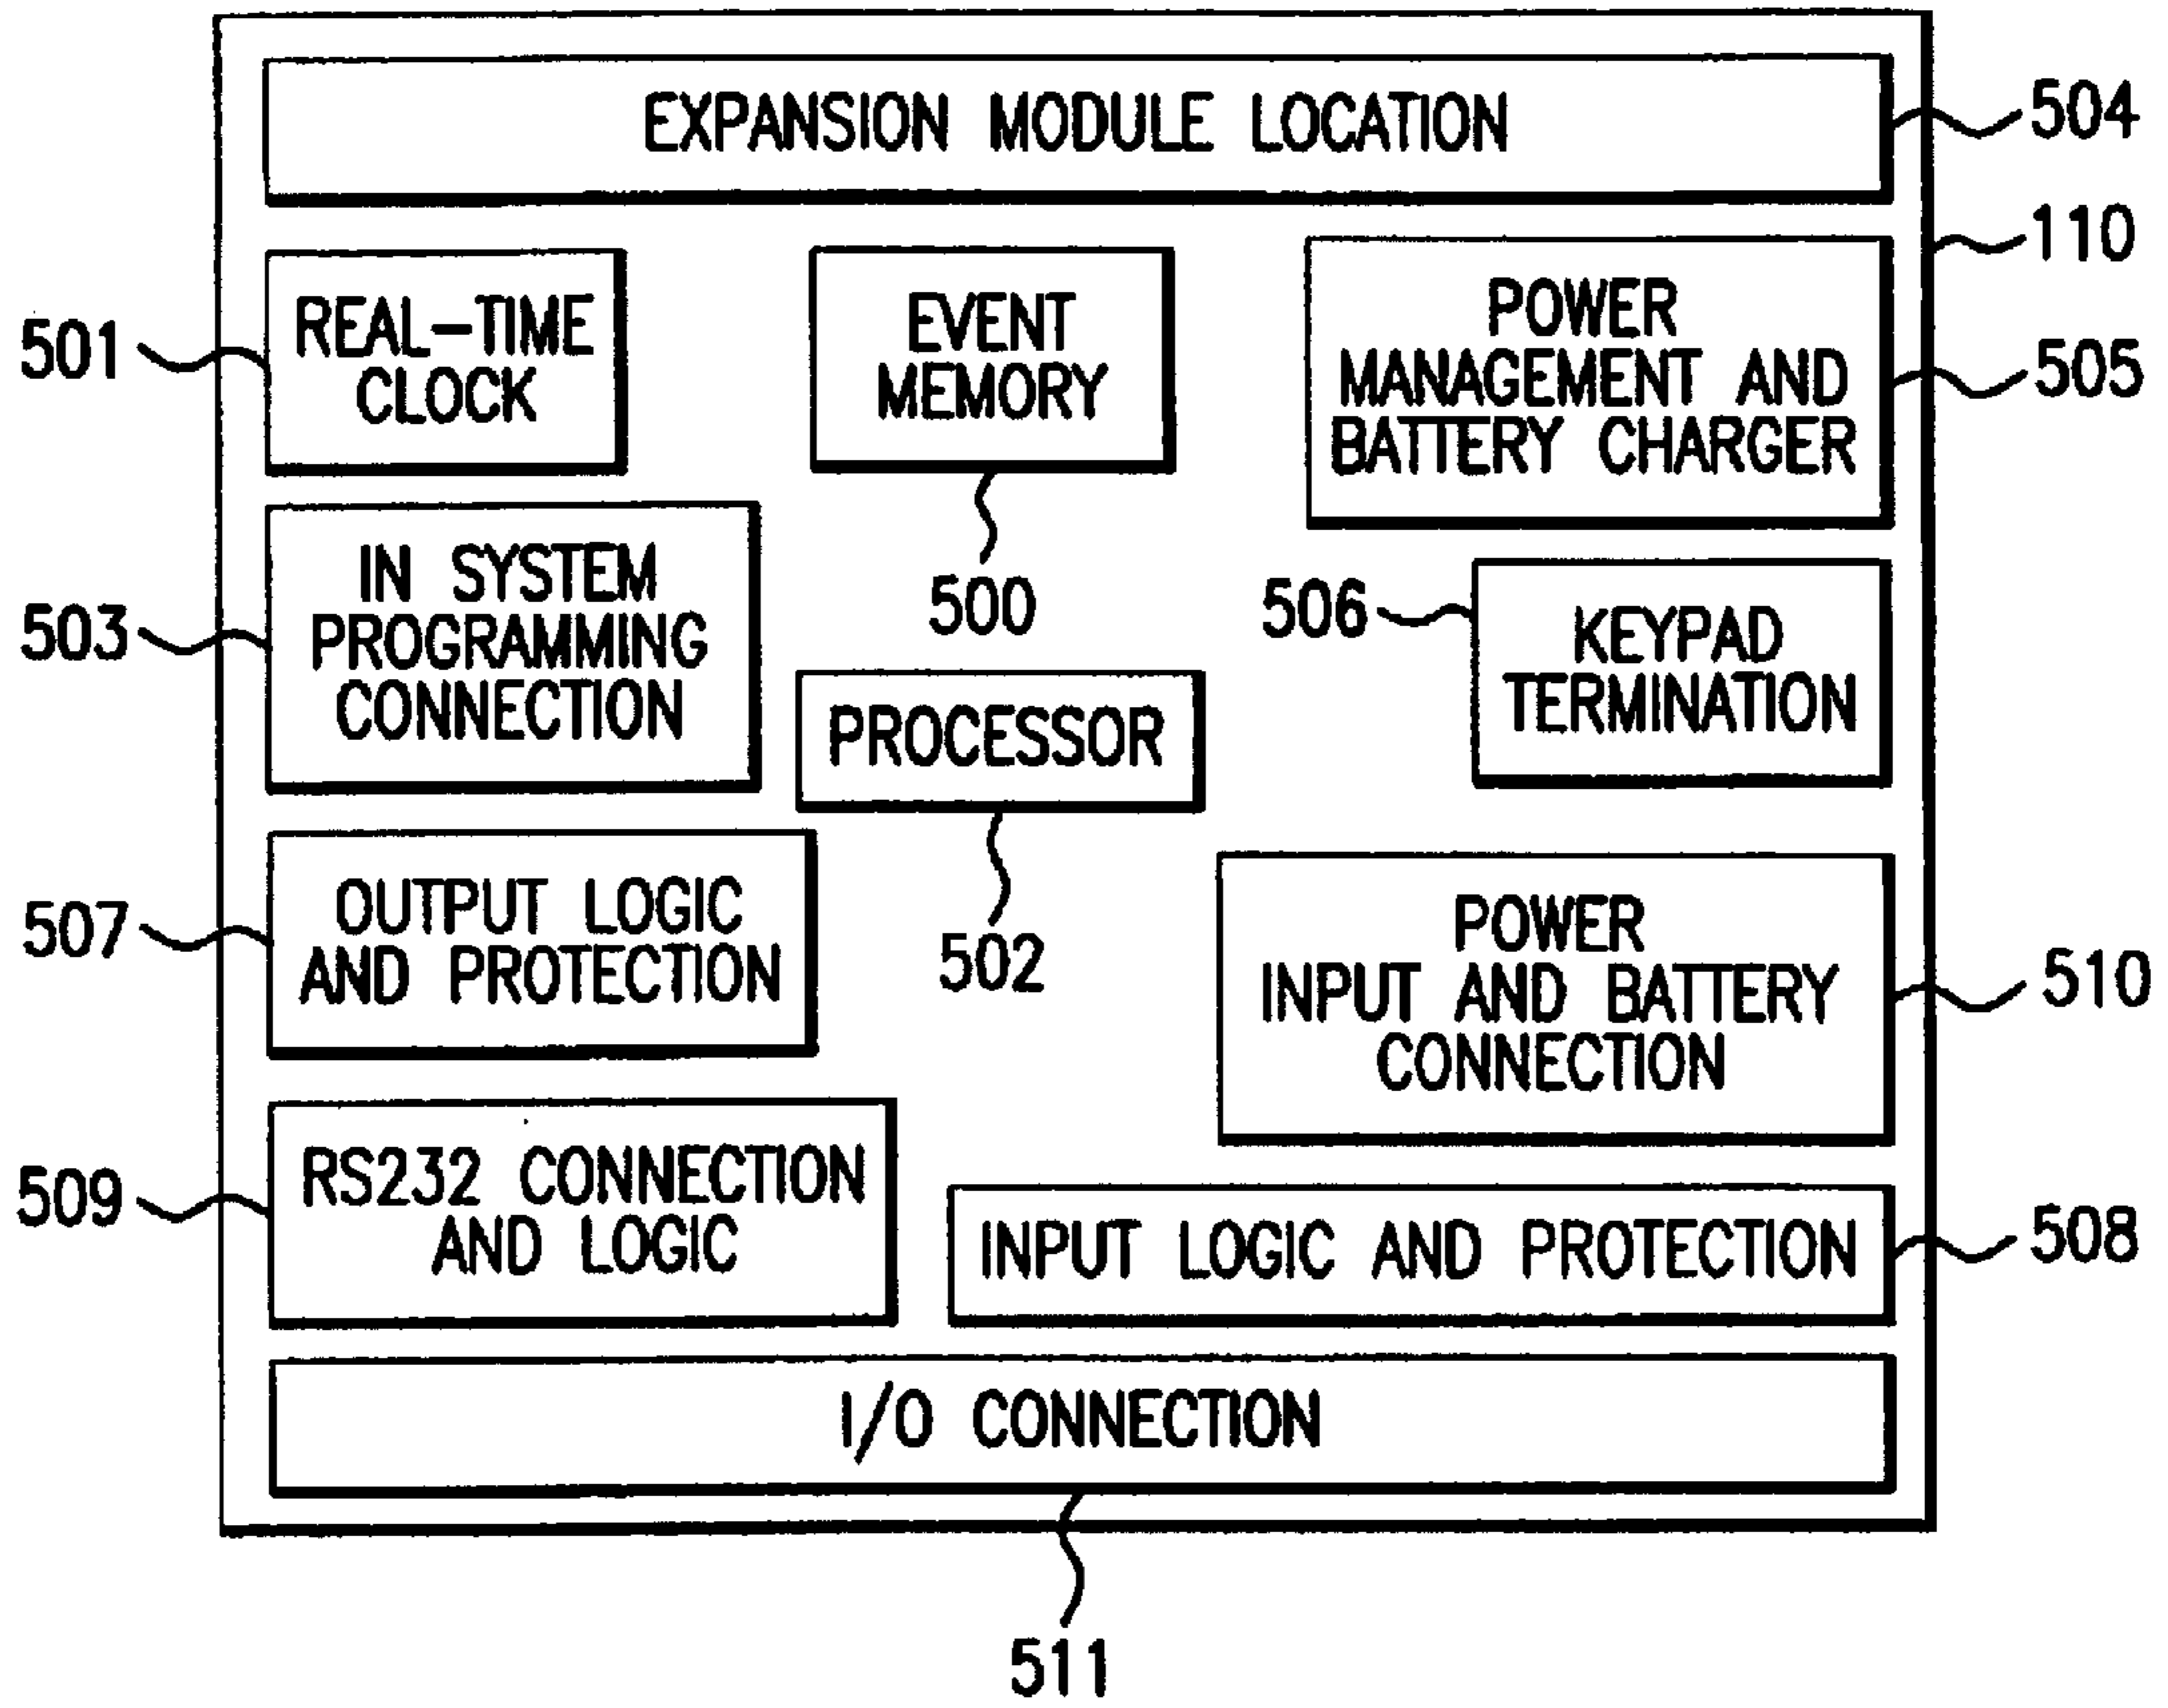 EXPANSION MODULE LOCATION
504
110
REAL-TIME
CLOCK
501
EVENT
MEMORY
500
POWER
MANAGEMENT AND
BATTERY CHARGER
505
IN SYSTEM
PROGRAMMING
CONNECTION
503
506
KEYPAD
TERMINATION
PROCESSOR
502
OUTPUT LOGIC
AND PROTECTION
507
POWER
INPUT AND BATTERY
CONNECTION
510
RS232 CONNECTION
AND LOGIC
509
INPUT LOGIC AND PROTECTION
508
I/O CONNECTION
511